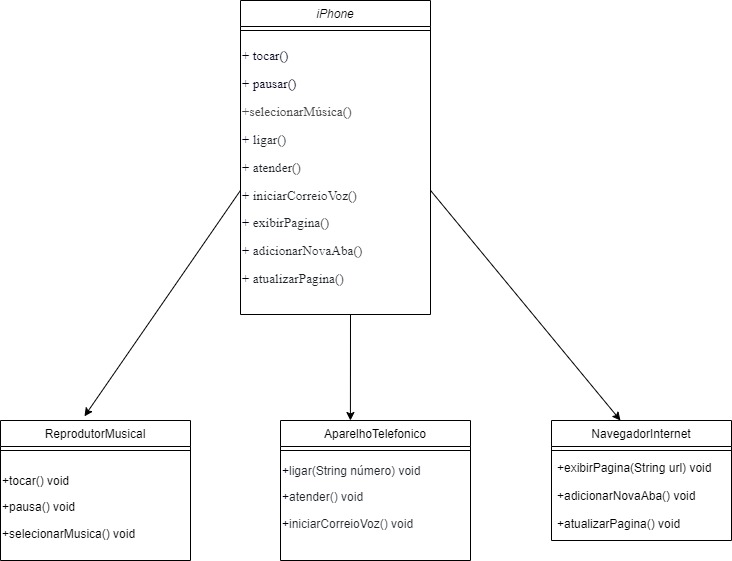 iPhone
+ tocar()
+ pausar()
+selecionarMúsica()
+ ligar()
+ atender()
+ iniciarCorreioVoz()
+ exibirPagina()
+ adicionarNovaAba()
+ atualizarPagina()
ReprodutorMusical
+tocar() void
+pausa() void
+selecionarMusica() void
AparelhoTelefonico
+ligar(String número) void
+atender() void
+iniciarCorreioVoz() void
NavegadorInternet
+exibirPagina(String url) void
+adicionarNovaAba() void
+atualizarPagina() void